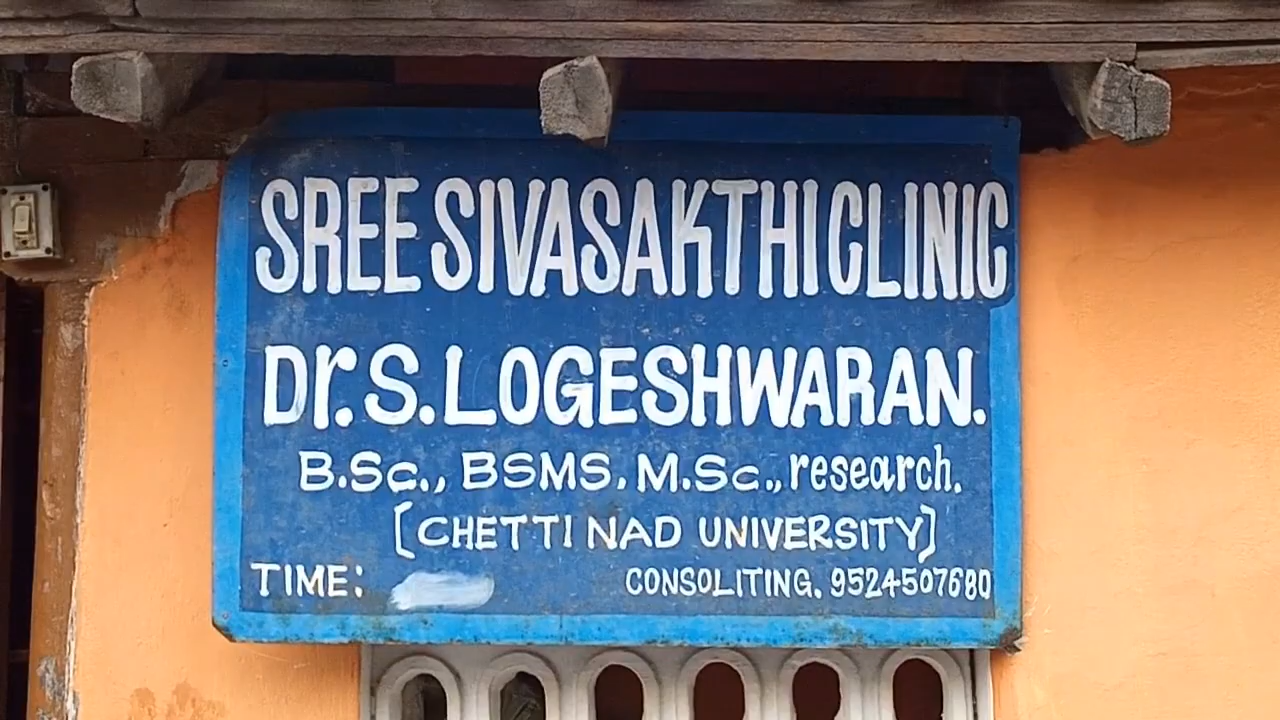 SREE SIVASAKTHI CLINIC
Dr. S. LOGESHWARAN.
B.Sc., BSMS, M.Sc., research.
[CHETTI NAD UNIVERSITY]
TIME: CONSOLITING. 9524507680